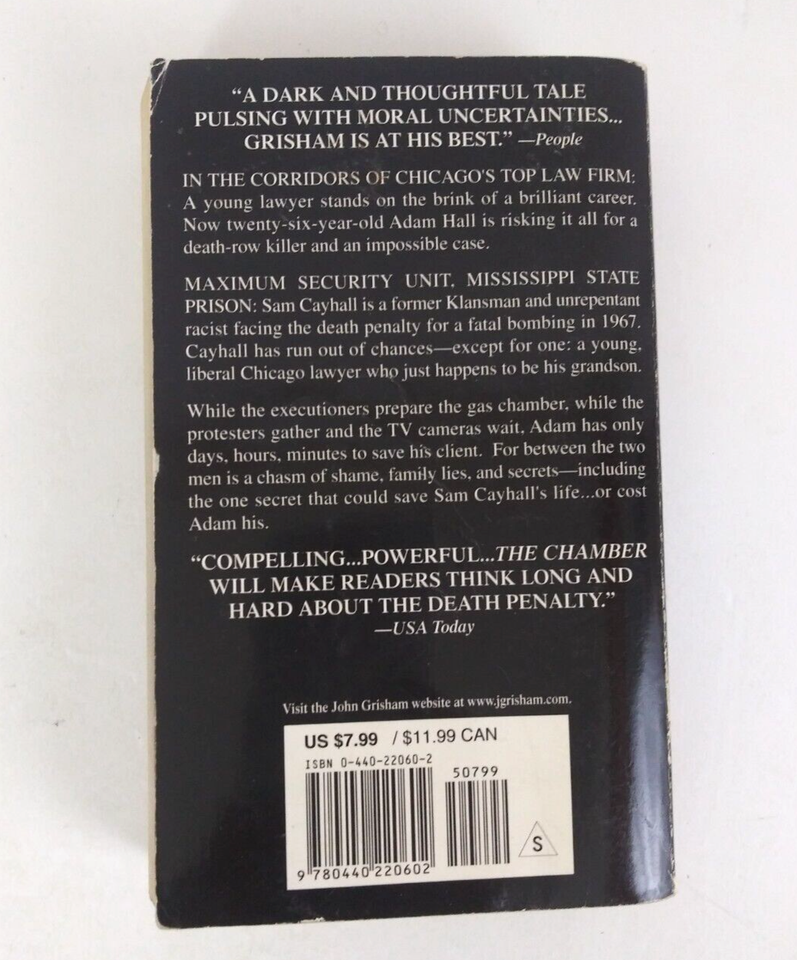 “A DARK AND THOUGHTFUL TALE
PULSING WITH MORAL UNCERTAINTIES...
GRISHAM IS AT HIS BEST.” —People
IN THE CORRIDORS OF CHICAGO'S TOP LAW FIRM:
A young lawyer stands on the brink of a brilliant career.
Now twenty-six-year-old Adam Hall is risking it all for a
death-row killer and an impossible case.
MAXIMUM SECURITY UNIT, MISSISSIPPI STATE
PRISON: Sam Cayhall is a former Klansman and unrepentant
racist facing the death penalty for a fatal bombing in 1967.
Cayhall has run out of chances—except for one: a young,
liberal Chicago lawyer who just happens to be his grandson.
While the executioners prepare the gas chamber, while the
protesters gather and the TV cameras wait, Adam has only
days, hours, minutes to save his client. For between the two
men is a chasm of shame, family lies, and secrets—including
the one secret that could save Sam Cayhall's life...or cost
Adam his.
“COMPELLING...POWERFUL...THE CHAMBER
WILL MAKE READERS THINK LONG AND
HARD ABOUT THE DEATH PENALTY.”
—USA Today
Visit the John Grisham website at www.jgrisham.com.
US $7.99 / $11.99 CAN
ISBN 0-440-22060-2
50799
S
9 780440 220602